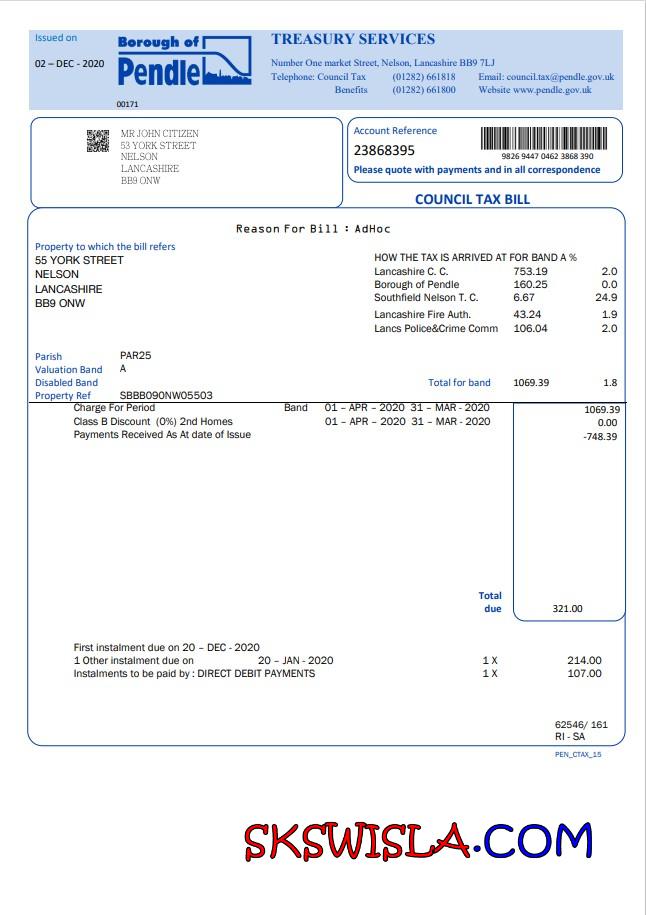 Issued on
02 – DEC - 2020
Borough of
Pendle
00171
TREASURY SERVICES
Number One market Street, Nelson, Lancashire BB9 7LJ
Telephone: Council Tax (01282) 661818 Email: council.tax@pendle.gov.uk
Benefits (01282) 661800 Website www.pendle.gov.uk
MR JOHN CITIZEN
53 YORK STREET
NELSON
LANCASHIRE
BB9 ONW
Account Reference
23868395
9826 9447 0462 3868 390
Please quote with payments and in all correspondence
COUNCIL TAX BILL
Reason For Bill : AdHoc
Property to which the bill refers
55 YORK STREET
NELSON
LANCASHIRE
BB9 ONW
HOW THE TAX IS ARRIVED AT FOR BAND A %
Lancashire C. C. 753.19 2.0
Borough of Pendle 160.25 0.0
Southfield Nelson T. C. 6.67 24.9
Lancashire Fire Auth. 43.24 1.9
Lancs Police&Crime Comm 106.04 2.0
Parish PAR25
Valuation Band A
Disabled Band
Total for band 1069.39 1.8
Property Ref SBBB090NW05503
Charge For Period Band 01 – APR – 2020 31 – MAR - 2020 1069.39
Class B Discount (0%) 2nd Homes 01 – APR – 2020 31 – MAR - 2020 0.00
Payments Received As At date of Issue -748.39
Total
due 321.00
First instalment due on 20 – DEC - 2020
1 Other instalment due on 20 – JAN - 2020 1 X 214.00
Instalments to be paid by : DIRECT DEBIT PAYMENTS 1 X 107.00
62546/ 161
RI - SA
PEN_CTAX_15
SKSWISLA.COM